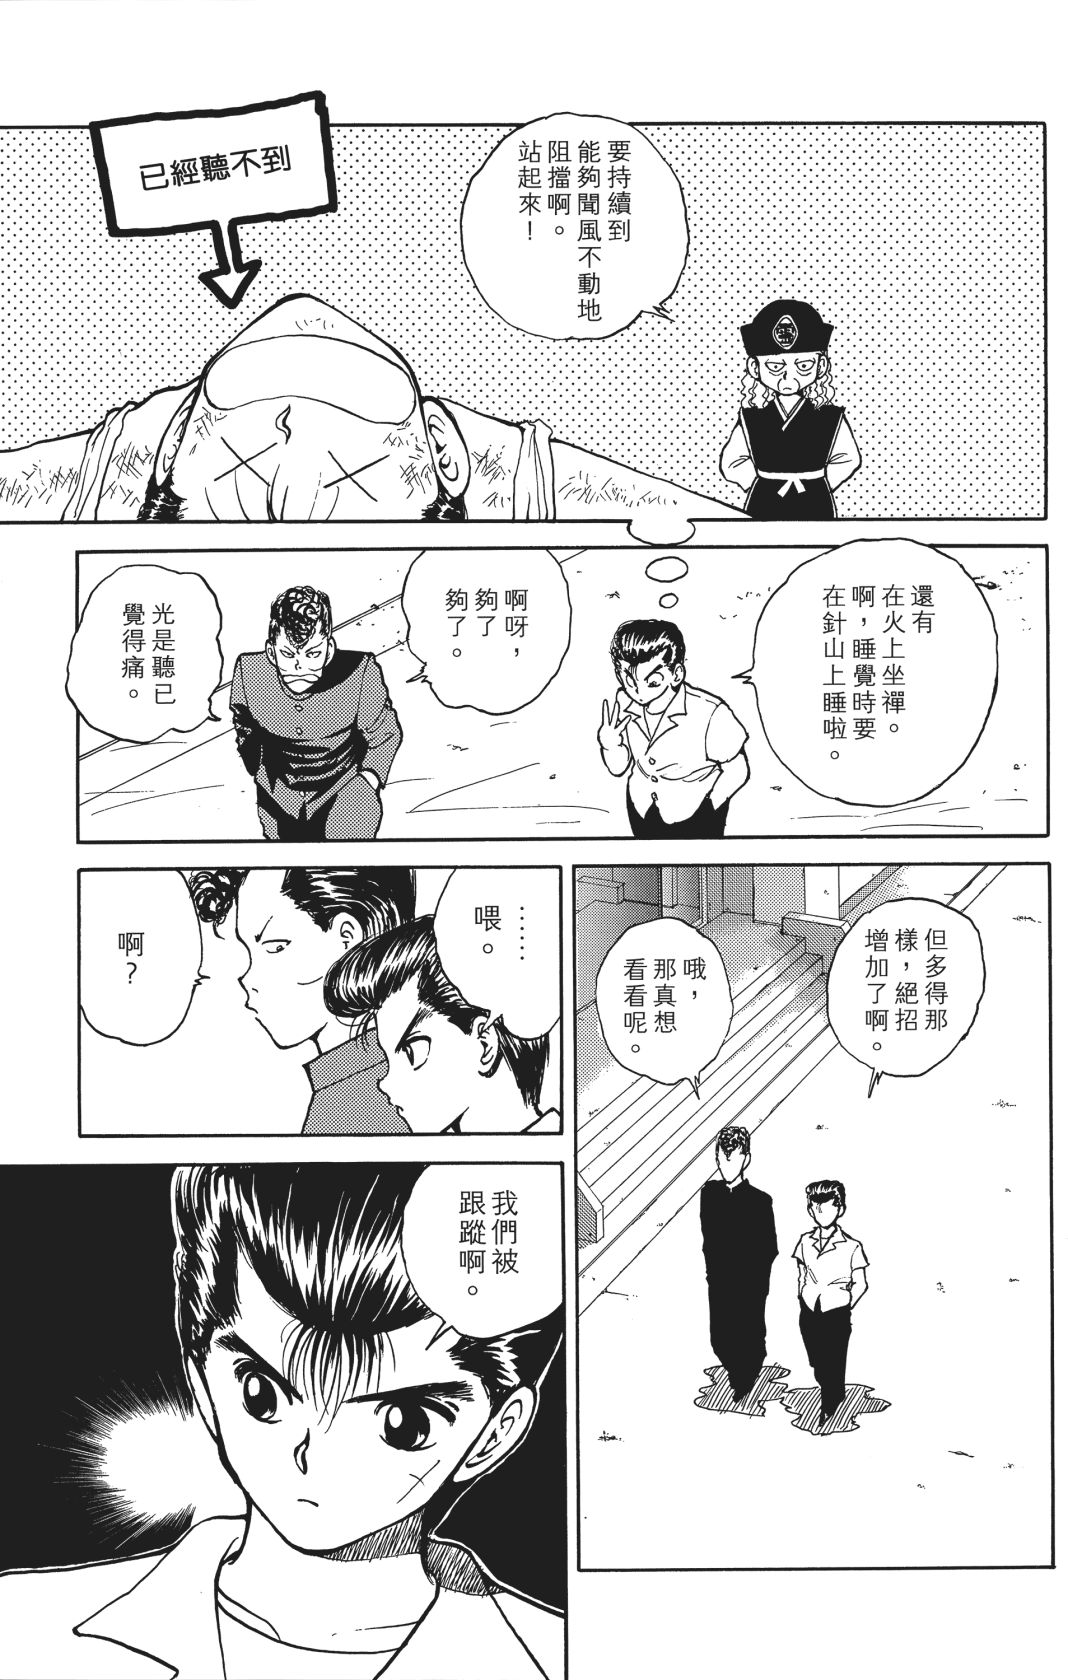 要持續到
能夠聞風不動地
阻擋啊。
站起來！
已經聽不到
還有
在火上坐禪。
啊，睡覺時要
在針山上睡啦。
啊呀，
夠了
夠了。
光是聽已
覺得痛。
但多得那
樣，絕招
增加了啊。
哦，
那真想
看看呢。
……
喂。
啊？
我們被
跟蹤啊。